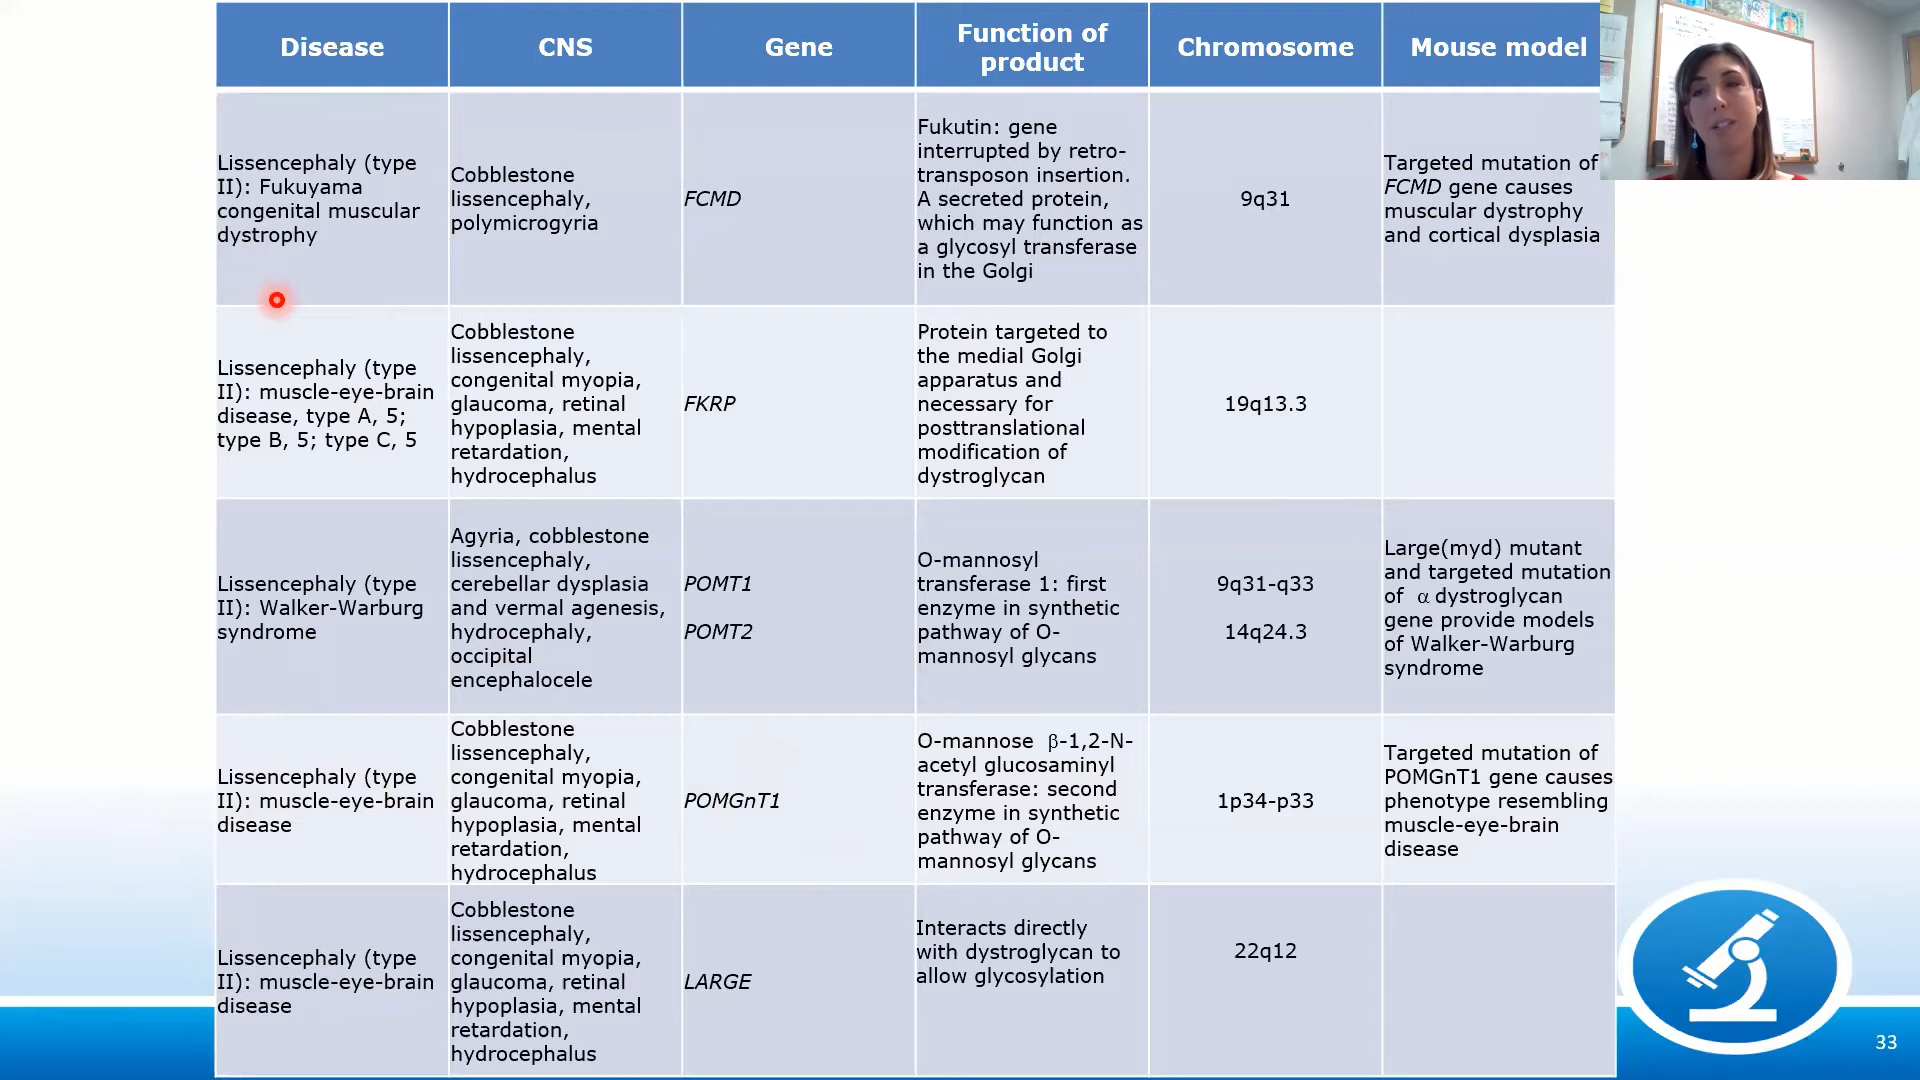 Disease
CNS
Gene
Function of
product
Chromosome
Mouse model
Lissencephaly (type
II): Fukuyama
congenital muscular
dystrophy
Cobblestone
lissencephaly,
polymicrogyria
FCMD
Fukutin: gene
interrupted by retro-
transposon insertion.
A secreted protein,
which may function as
a glycosyl transferase
in the Golgi
9q31
Targeted mutation of
FCMD gene causes
muscular dystrophy
and cortical dysplasia
Lissencephaly (type
II): muscle-eye-brain
disease, type A, 5;
type B, 5; type C, 5
Cobblestone
lissencephaly,
congenital myopia,
glaucoma, retinal
hypoplasia, mental
retardation,
hydrocephalus
FKRP
Protein targeted to
the medial Golgi
apparatus and
necessary for
posttranslational
modification of
dystroglycan
19q13.3
Lissencephaly (type
II): Walker-Warburg
syndrome
Agyria, cobblestone
lissencephaly,
cerebellar dysplasia
and vermal agenesis,
hydrocephaly,
occipital
encephalocele
POMT1
POMT2
O-mannosyl
transferase 1: first
enzyme in synthetic
pathway of O-
mannosyl glycans
9q31-q33
14q24.3
Large(myd) mutant
and targeted mutation
of α dystroglycan
gene provide models
of Walker-Warburg
syndrome
Lissencephaly (type
II): muscle-eye-brain
disease
Cobblestone
lissencephaly,
congenital myopia,
glaucoma, retinal
hypoplasia, mental
retardation,
hydrocephalus
POMGnT1
O-mannose β-1,2-N-
acetyl glucosaminyl
transferase: second
enzyme in synthetic
pathway of O-
mannosyl glycans
1p34-p33
Targeted mutation of
POMGnT1 gene causes
phenotype resembling
muscle-eye-brain
disease
Lissencephaly (type
II): muscle-eye-brain
disease
Cobblestone
lissencephaly,
congenital myopia,
glaucoma, retinal
hypoplasia, mental
retardation,
hydrocephalus
LARGE
Interacts directly
with dystroglycan to
allow glycosylation
22q12
33